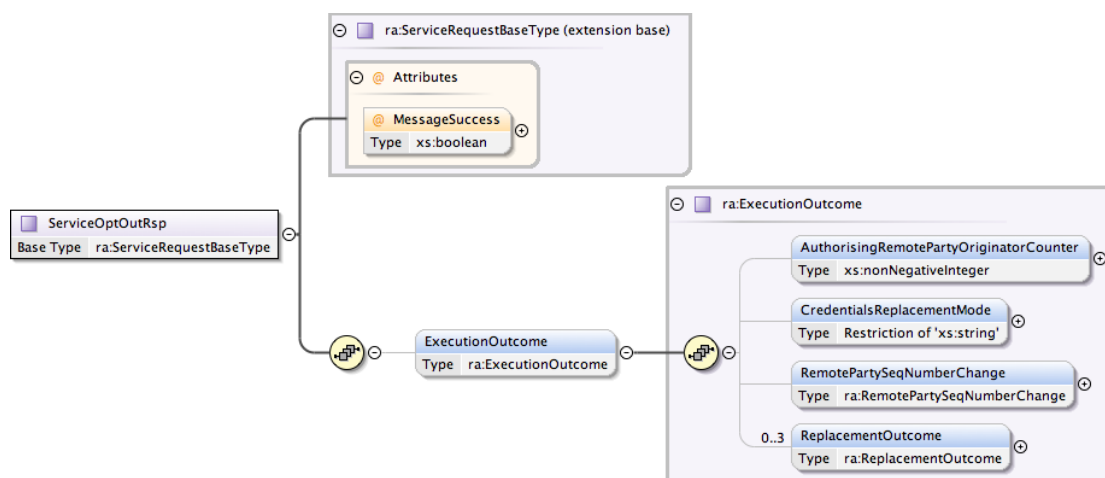 ra:ServiceRequestBaseType (extension base)
@ Attributes
@ MessageSuccess
Type xs:boolean
ServiceOptOutRsp
Base Type ra:ServiceRequestBaseType
ra:ExecutionOutcome
AuthorisingRemotePartyOriginatorCounter
Type xs:nonNegativeInteger
CredentialsReplacementMode
Type Restriction of 'xs:string'
ExecutionOutcome
Type ra:ExecutionOutcome
RemotePartySeqNumberChange
Type ra:RemotePartySeqNumberChange
0..3 ReplacementOutcome
Type ra:ReplacementOutcome